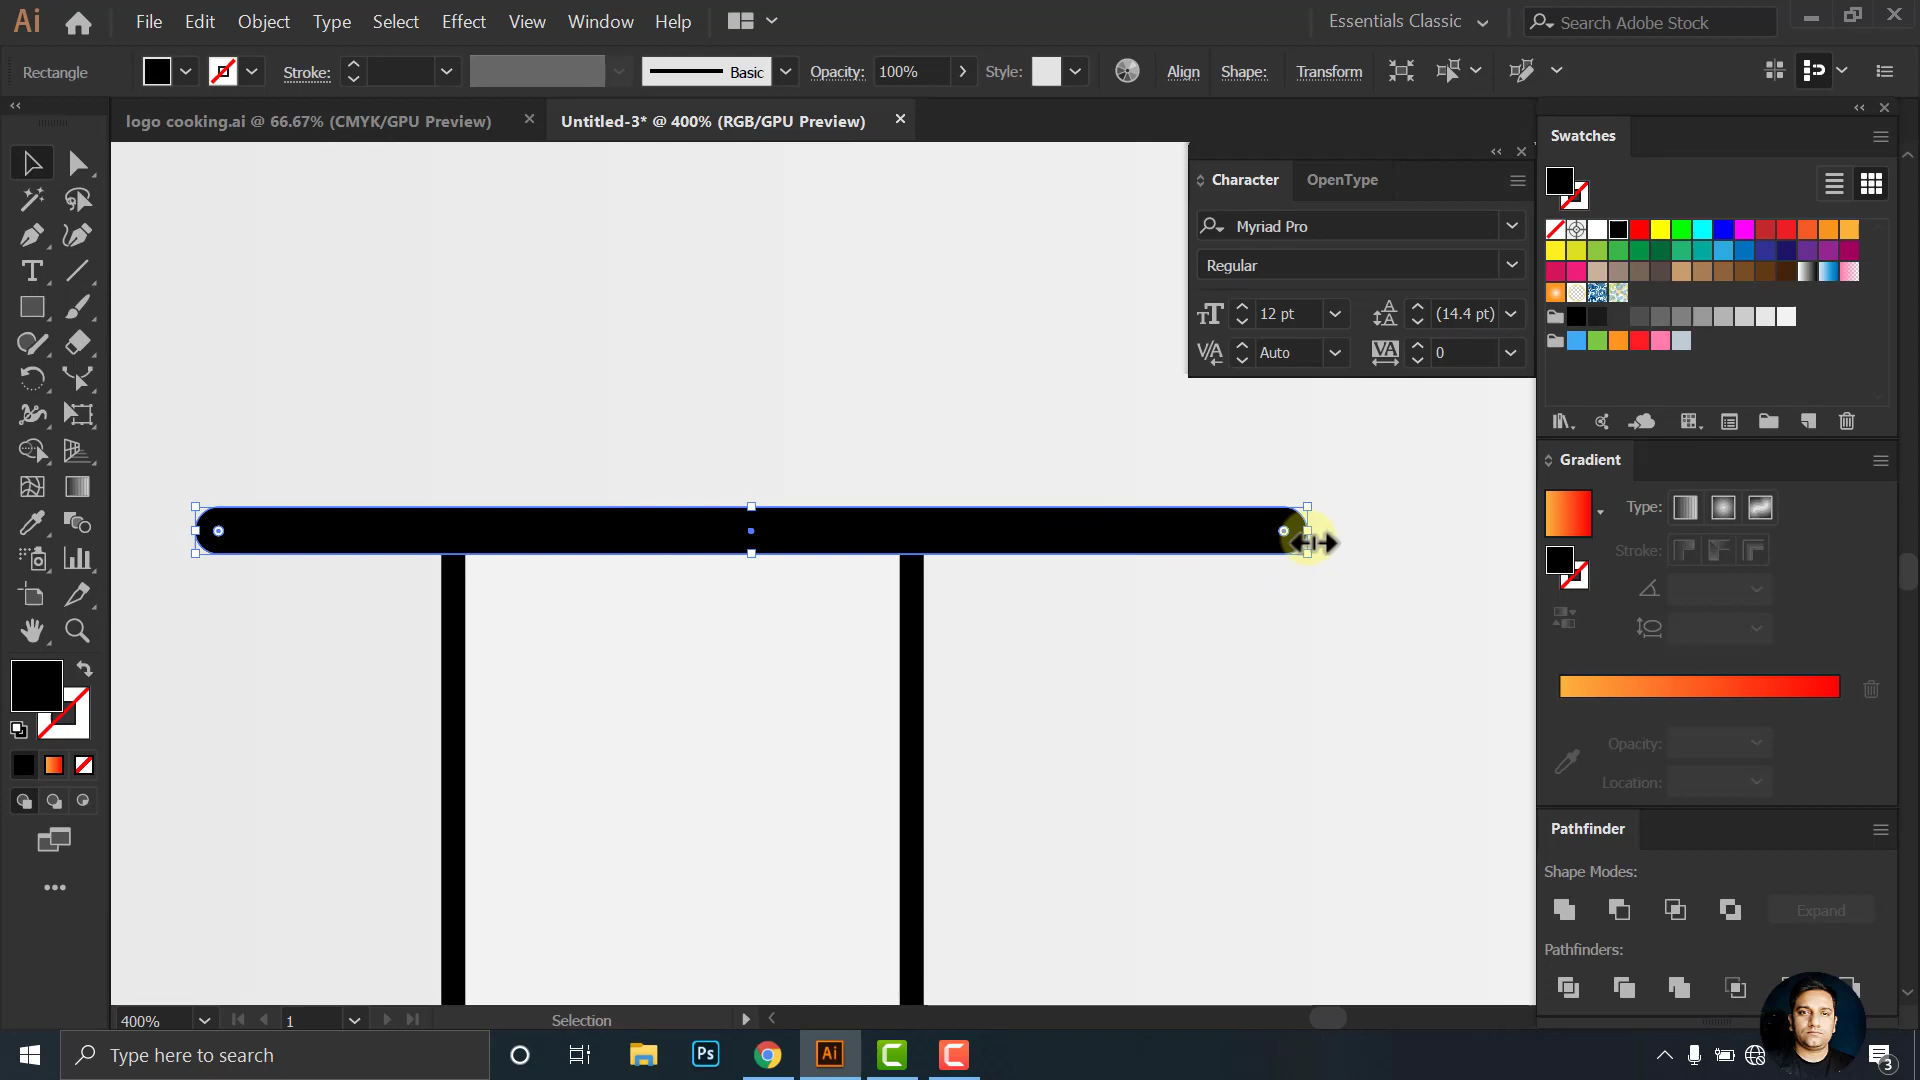 Ai File Edit Object Type Select Effect View Window Help Essentials Classic Search Adobe Stock
Rectangle Stroke: Basic Opacity: 100% Style: Align Shape: Transform
logo cooking.ai @ 66.67% (CMYK/GPU Preview) Untitled-3* @ 400% (RGB/GPU Preview)
Swatches
Character OpenType
Myriad Pro
Regular
12 pt (14.4 pt)
Auto 0
Gradient
Type:
Stroke:
Opacity:
Location:
Pathfinder
Shape Modes:
Expand
Pathfinders:
400% 1 Selection
Type here to search Ps Ai 3